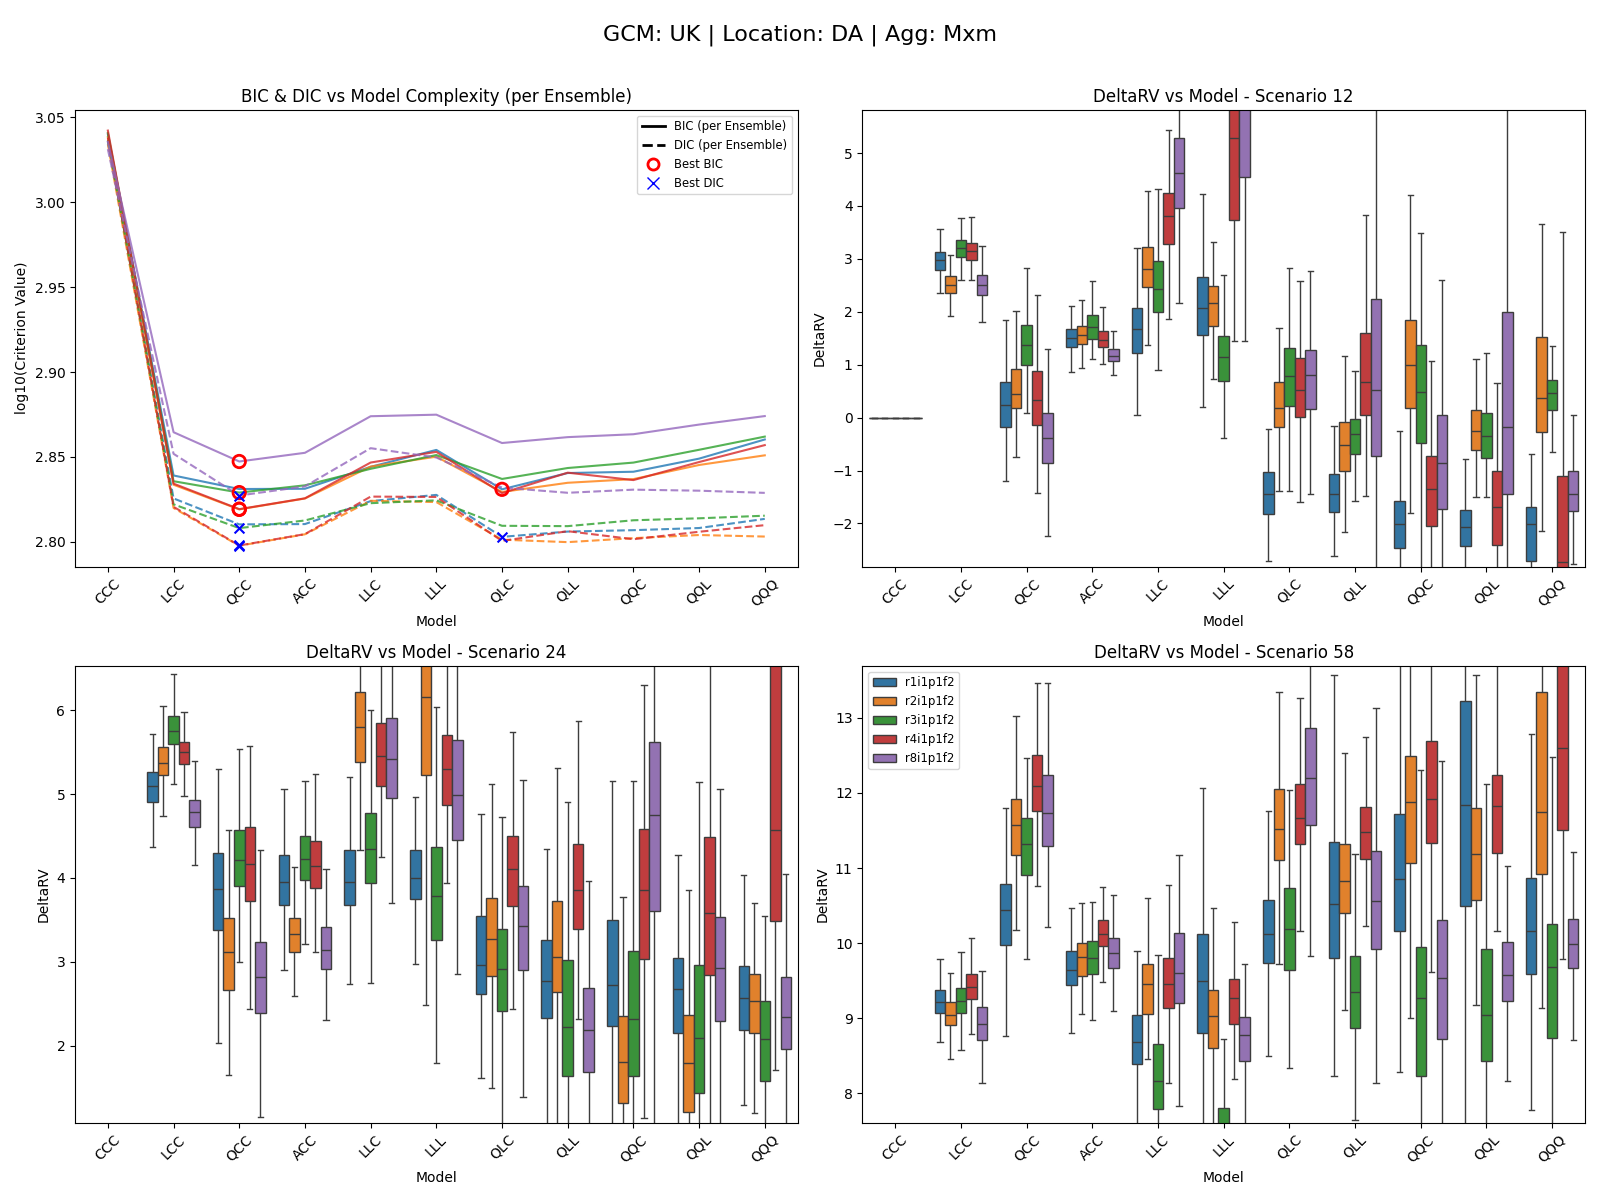 GCM: UK | Location: DA | Agg: Mxm
BIC & DIC vs Model Complexity (per Ensemble)
log10(Criterion Value)
3.05
3.00
2.95
2.90
2.85
2.80
BIC (per Ensemble)
DIC (per Ensemble)
Best BIC
Best DIC
CCC LCC QCC ACC LLC LLL QLC QLL QQC QQL QQQ
Model
DeltaRV vs Model - Scenario 12
DeltaRV
5
4
3
2
1
0
−1
−2
CCC LCC QCC ACC LLC LLL QLC QLL QQC QQL QQQ
Model
DeltaRV vs Model - Scenario 24
DeltaRV
6
5
4
3
2
CCC LCC QCC ACC LLC LLL QLC QLL QQC QQL QQQ
Model
DeltaRV vs Model - Scenario 58
DeltaRV
13
12
11
10
9
8
r1i1p1f2
r2i1p1f2
r3i1p1f2
r4i1p1f2
r8i1p1f2
CCC LCC QCC ACC LLC LLL QLC QLL QQC QQL QQQ
Model